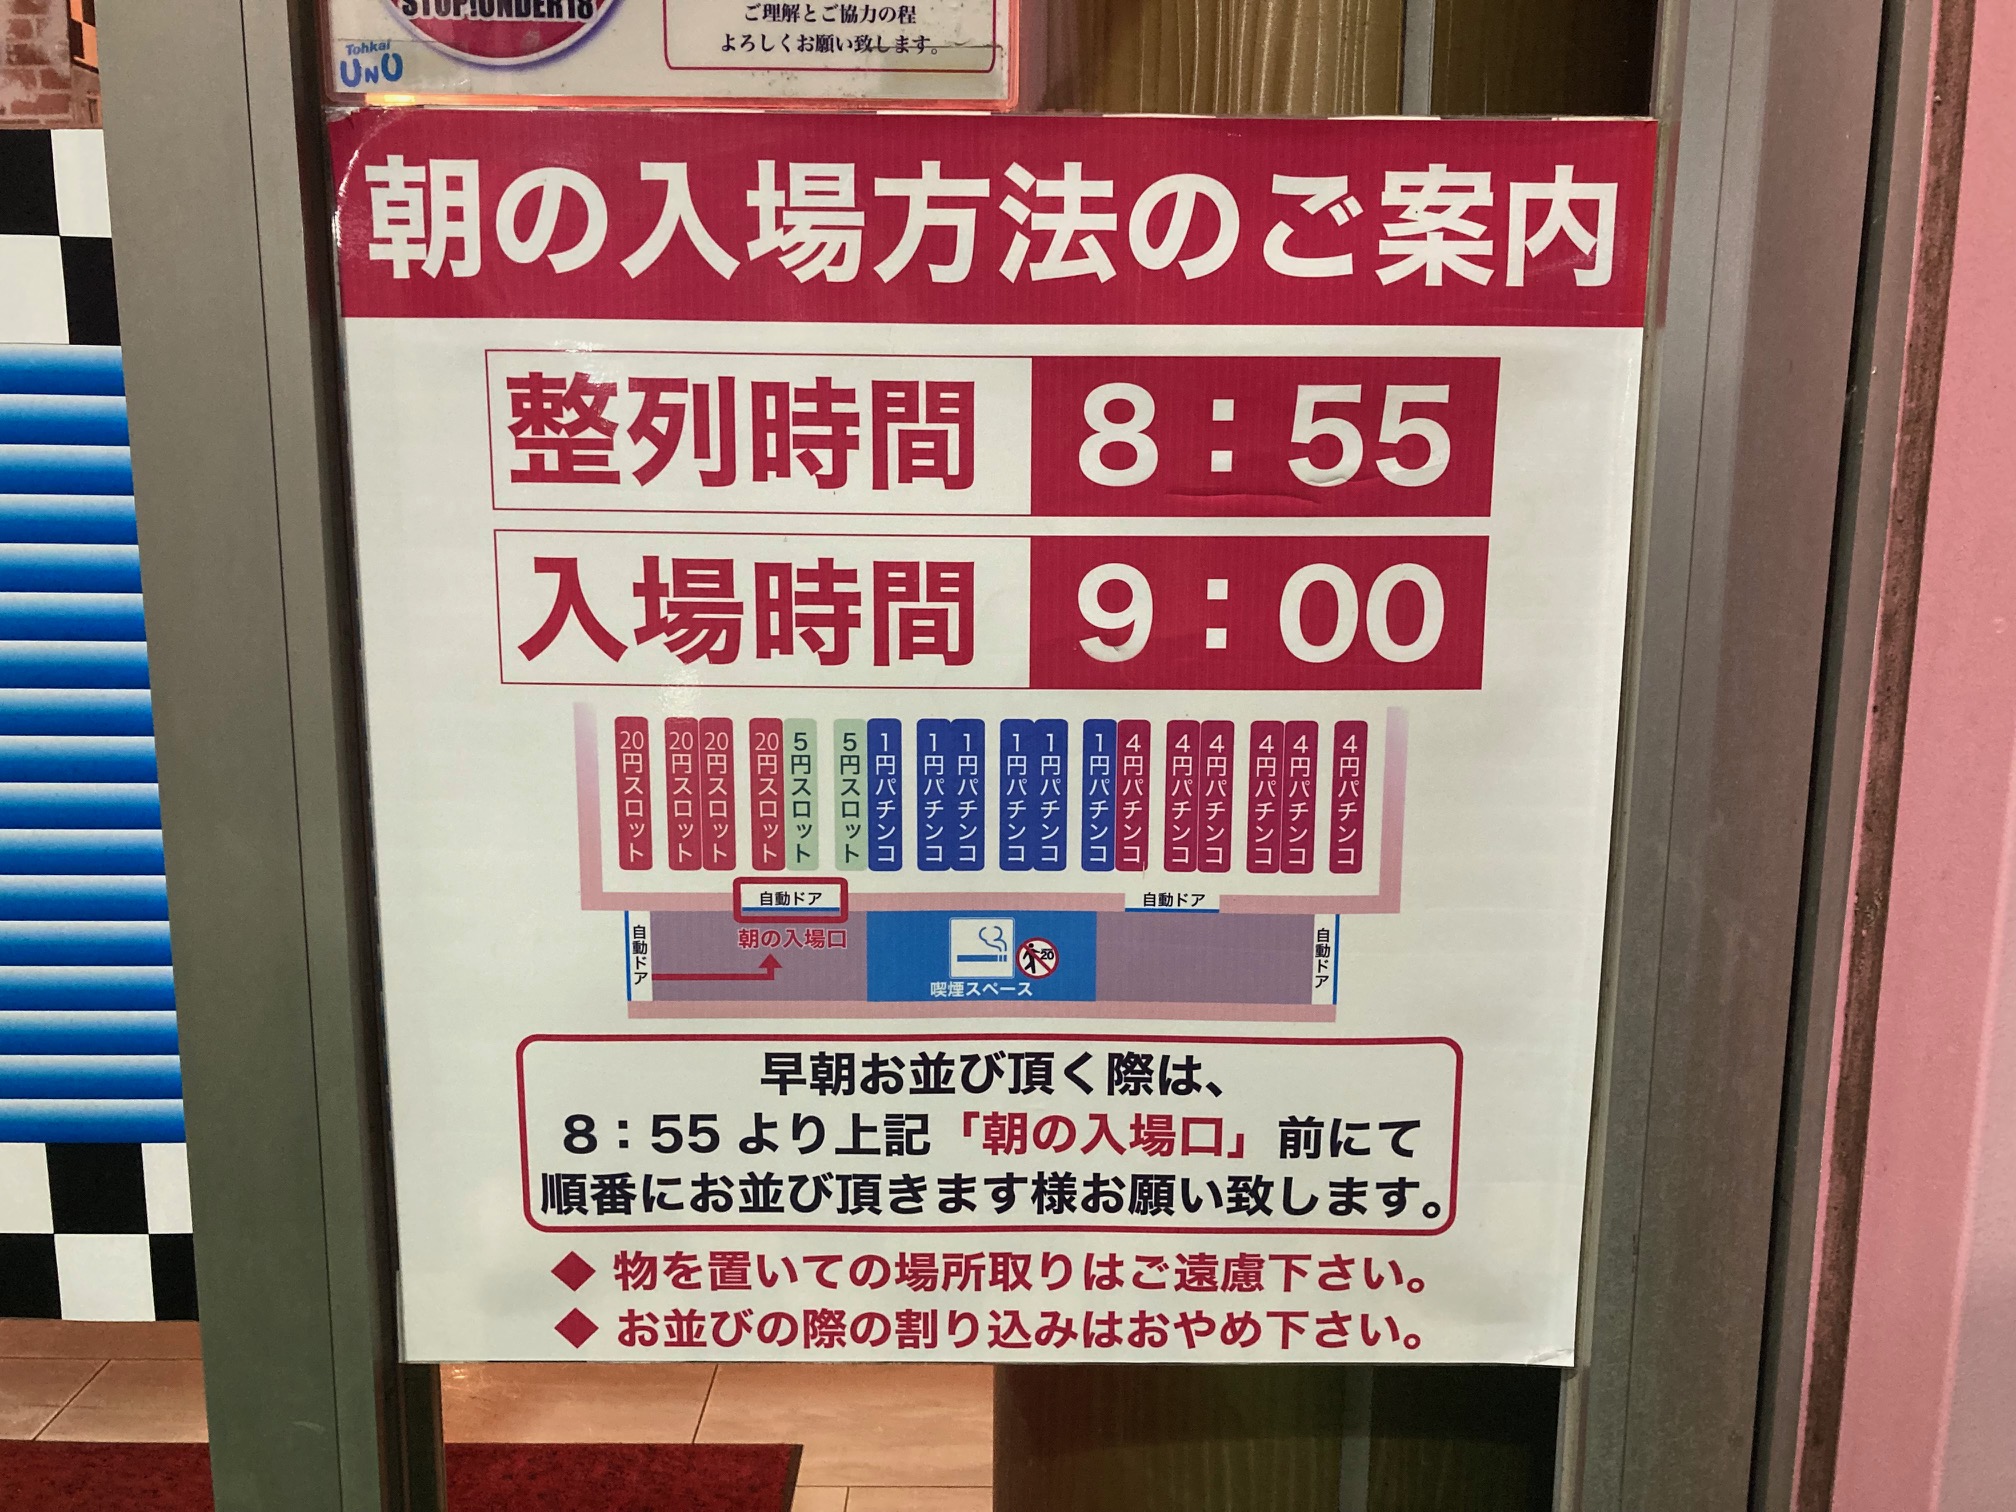 STOP!UNDER18
Tohkai
UNO
ご理解とご協力の程
よろしくお願い致します。
朝の入場方法のご案内
整列時間 8：55
入場時間 9：00
20円スロット
20円スロット
20円スロット
20円スロット
5円スロット
5円スロット
1円パチンコ
1円パチンコ
1円パチンコ
1円パチンコ
1円パチンコ
1円パチンコ
4円パチンコ
4円パチンコ
4円パチンコ
4円パチンコ
4円パチンコ
4円パチンコ
自動ドア
自動ドア
自動ドア
朝の入場口
20
喫煙スペース
自動ドア
早朝お並び頂く際は、
8：55より上記「朝の入場口」前にて
順番にお並び頂きます様お願い致します。
◆ 物を置いての場所取りはご遠慮下さい。
◆ お並びの際の割り込みはおやめ下さい。